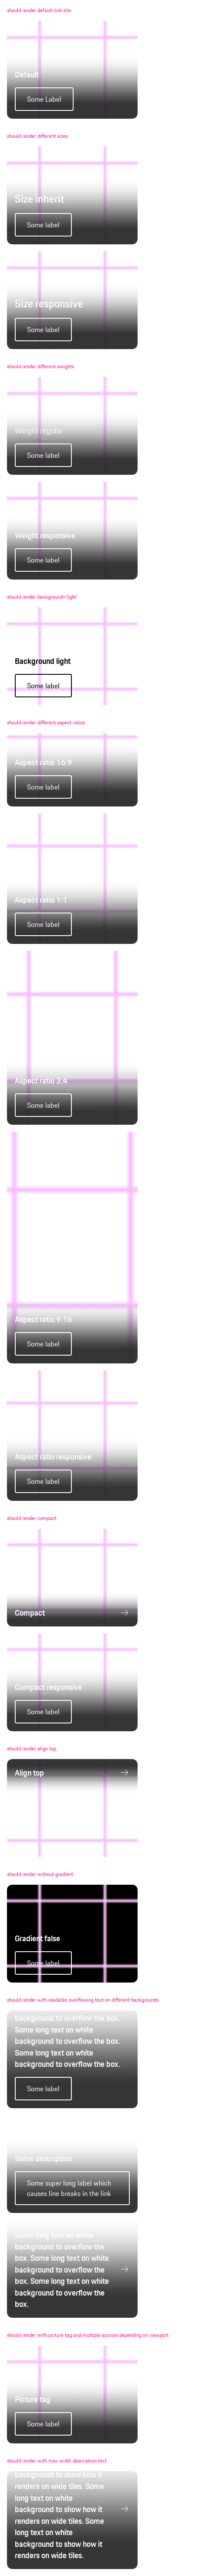 should render default link-tile
Default
Some Label
should render different sizes
Size inherit
Some label
Size responsive
Some label
should render different weights
Weight regular
Some label
Weight responsive
Some label
should render background='light'
Background light
Some label
should render different aspect ratios
Aspect ratio 16:9
Some label
Aspect ratio 1:1
Some label
Aspect ratio 3:4
Some label
Aspect ratio 9:16
Some label
Aspect ratio responsive
Some label
should render compact
Compact
Compact responsive
Some label
should render align top
Align top
should render without gradient
Gradient false
Some label
should render with readable overflowing text on different backgrounds
background to overflow the box.
Some long text on white
background to overflow the box.
Some long text on white
background to overflow the box.
Some label
Some description
Some super long label which
causes line breaks in the link
Some long text on white
background to overflow the
box. Some long text on white
background to overflow the
box. Some long text on white
background to overflow the
box.
should render with picture tag and multiple sources depending on viewport
Picture tag
Some label
should render with max-width description text
background to show how it
renders on wide tiles. Some
long text on white
background to show how it
renders on wide tiles. Some
long text on white
background to show how it
renders on wide tiles.